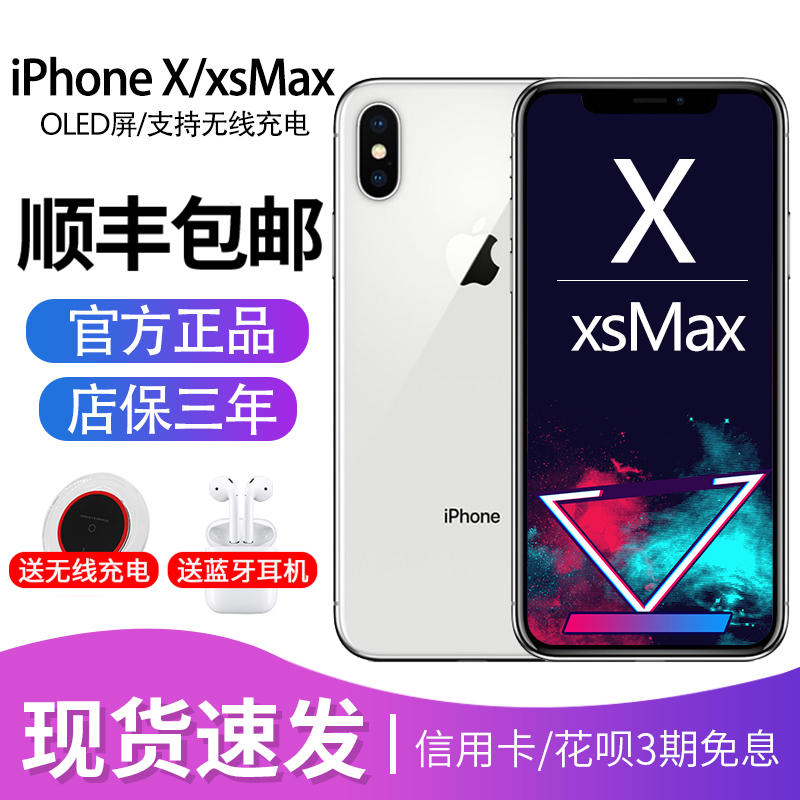 iPhone X/xsMax
OLED屏/支持无线充电
顺丰包邮
官方正品
店保三年
送无线充电
送蓝牙耳机
iPhone
X
xsMax
现货速发
信用卡/花呗3期免息